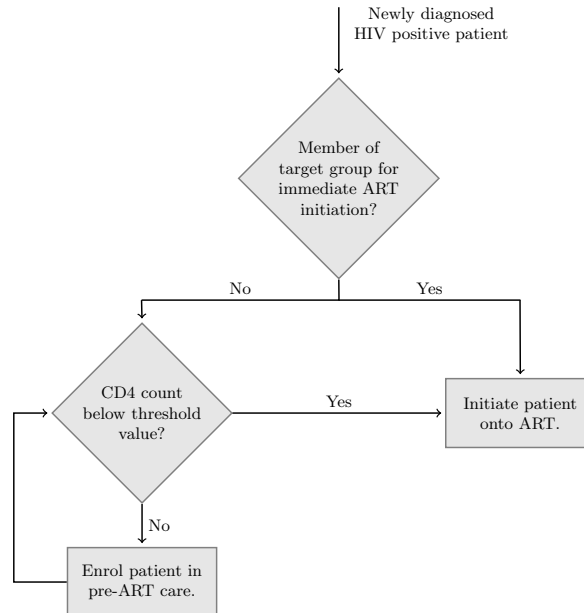 Newly diagnosed
HIV positive patient
Member of
target group for
immediate ART
initiation?
No
Yes
CD4 count
below threshold
value?
Yes
Initiate patient
onto ART.
No
Enrol patient in
pre-ART care.